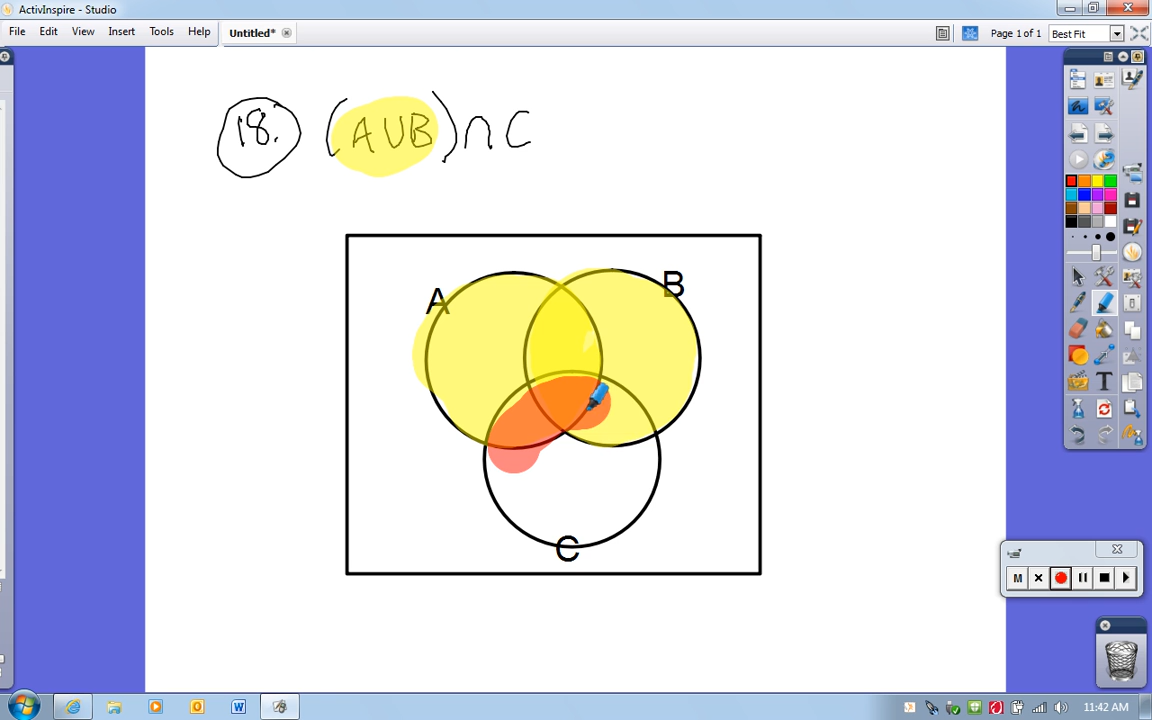 ActivInspire - Studio
File Edit View Insert Tools Help Untitled* Page 1 of 1 Best Fit
18. (AUB)∩C
A B
C
M
11:42 AM